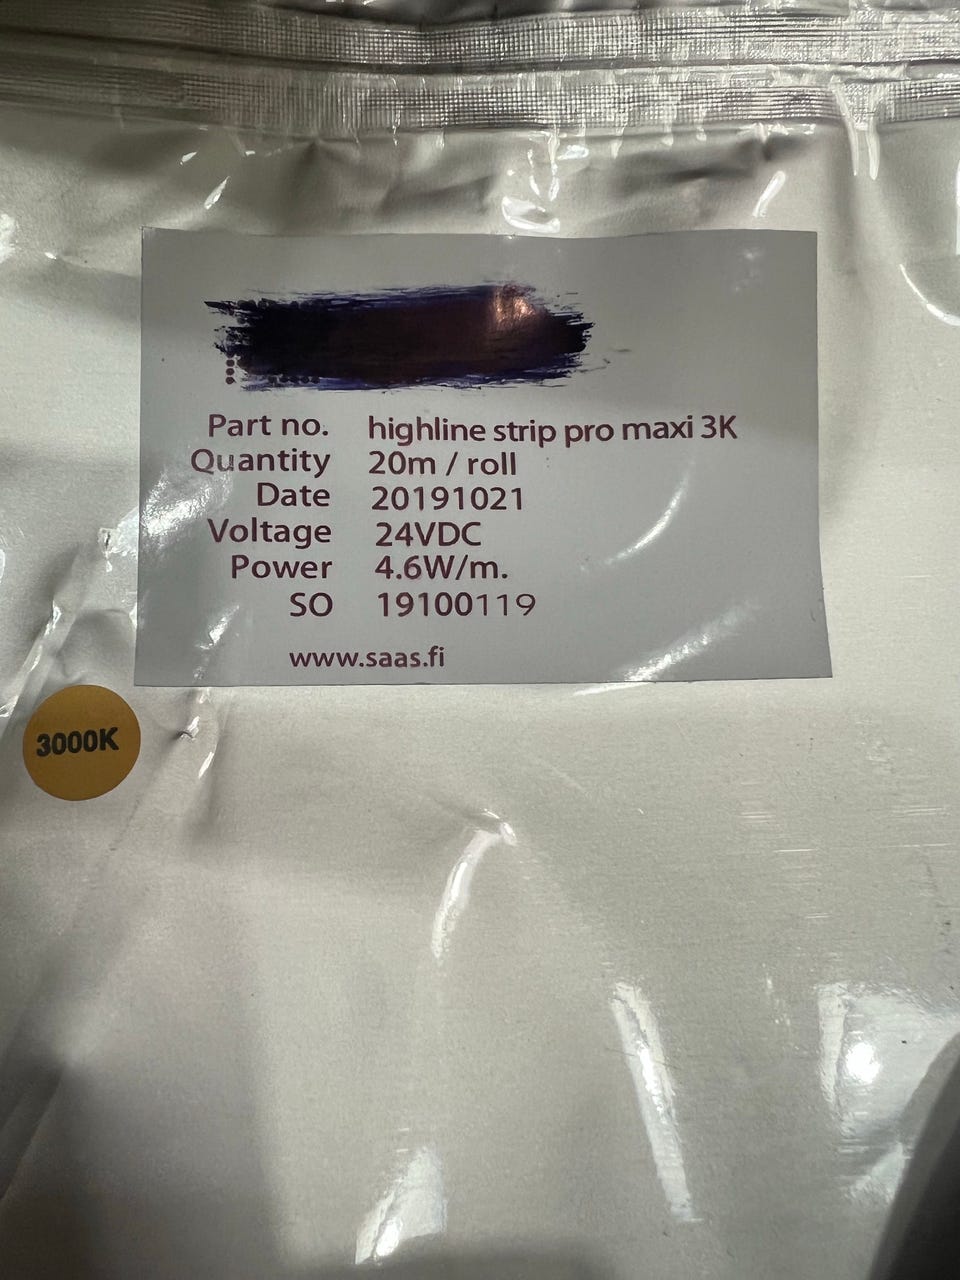 Part no. highline strip pro maxi 3K
Quantity 20m / roll
Date 20191021
Voltage 24VDC
Power 4.6W/m.
SO 19100119
www.saas.fi
3000K